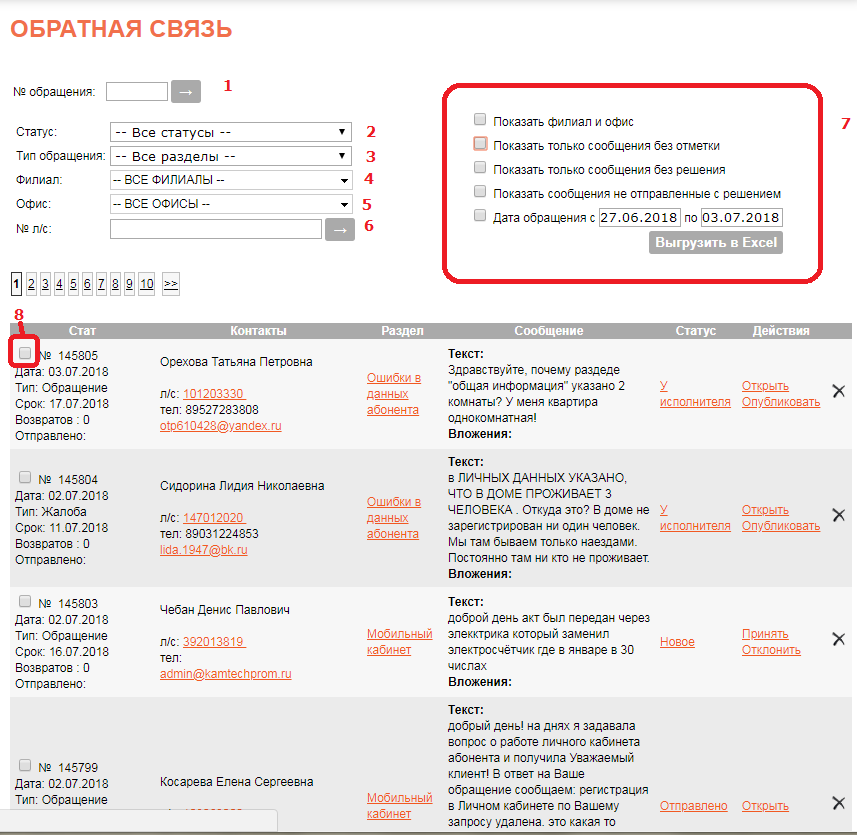 ОБРАТНАЯ СВЯЗЬ
№ обращения: → 1
Статус: -- Все статусы -- 2
Тип обращения: -- Все разделы -- 3
Филиал: -- ВСЕ ФИЛИАЛЫ -- 4
Офис: -- ВСЕ ОФИСЫ -- 5
№ л/с: → 6
7
Показать филиал и офис
Показать только сообщения без отметки
Показать только сообщения без решения
Показать сообщения не отправленные с решением
Дата обращения с 27.06.2018 по 03.07.2018
Выгрузить в Excel
1 2 3 4 5 6 7 8 9 10 >>
8
Стат Контакты Раздел Сообщение Статус Действия
№ 145805
Дата: 03.07.2018
Тип: Обращение
Срок: 17.07.2018
Возвратов : 0
Отправлено:
Орехова Татьяна Петровна
л/с: 101203330
тел: 89527283808
otp610428@yandex.ru
Ошибки в
данных
абонента
Текст:
Здравствуйте, почему раздеде
"общая информация" указано 2
комнаты? У меня квартира
однокомнатная!
Вложения:
У
исполнителя
Открыть
Опубликовать
№ 145804
Дата: 02.07.2018
Тип: Жалоба
Срок: 11.07.2018
Возвратов : 0
Отправлено:
Сидорина Лидия Николаевна
л/с: 147012020
тел: 89031224853
lida.1947@bk.ru
Ошибки в
данных
абонента
Текст:
в ЛИЧНЫХ ДАННЫХ УКАЗАНО,
ЧТО В ДОМЕ ПРОЖИВАЕТ 3
ЧЕЛОВЕКА . Откуда это? В доме не
зарегистрирован ни один человек.
Мы там бываем только наездами.
Постоянно там ни кто не проживает.
Вложения:
У
исполнителя
Открыть
Опубликовать
№ 145803
Дата: 02.07.2018
Тип: Обращение
Срок: 16.07.2018
Возвратов : 0
Отправлено:
Чебан Денис Павлович
л/с: 392013819
тел:
admin@kamtechprom.ru
Мобильный
кабинет
Текст:
доброй день акт был передан через
элекктрика который заменил
электросчётчик где в январе в 30
числах
Вложения:
Новое
Принять
Отклонить
№ 145799
Дата: 02.07.2018
Тип: Обращение
Косарева Елена Сергеевна
Мобильный
кабинет
Текст:
добрый день! на днях я задавала
вопрос о работе личного кабинета
абонента и получила Уважаемый
клиент! В ответ на Ваше
обращение сообщаем: регистрация
в Личном кабинете по Вашему
запросу удалена. это какая то
Отправлено
Открыть